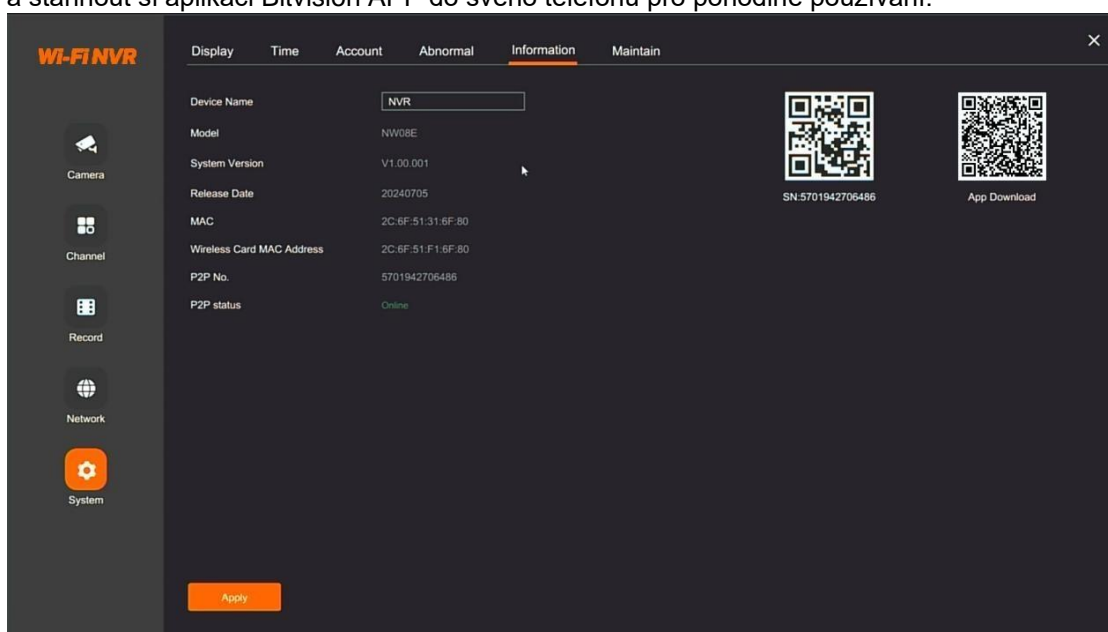 a stáhnout si aplikaci Bitvision APP do svého telefonu pro pohodlné používání.
Wi-Fi NVR
Display Time Account Abnormal Information Maintain
Device Name NVR
Model NW08E
System Version V1.00.001
Release Date 20240705
MAC 2C:6F:51:31:6F:80
Wireless Card MAC Address 2C:6F:51:F1:6F:80
P2P No. 5701942706486
P2P status Online
SN:5701942706486 App Download
Camera
Channel
Record
Network
System
Apply